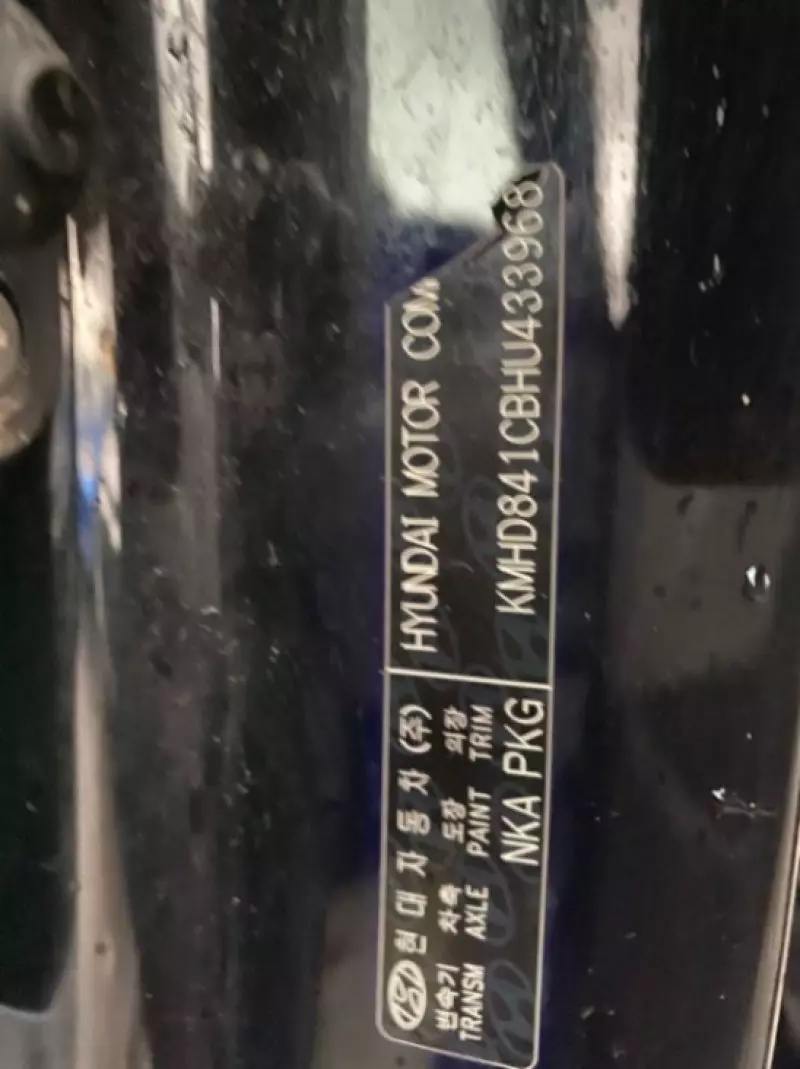 현대자동차(주)
변속기 차축 도장 의장
TRANSM AXLE PAINT TRIM
NKA PKG
HYUNDAI MOTOR COM
KMHD841CBHU433968